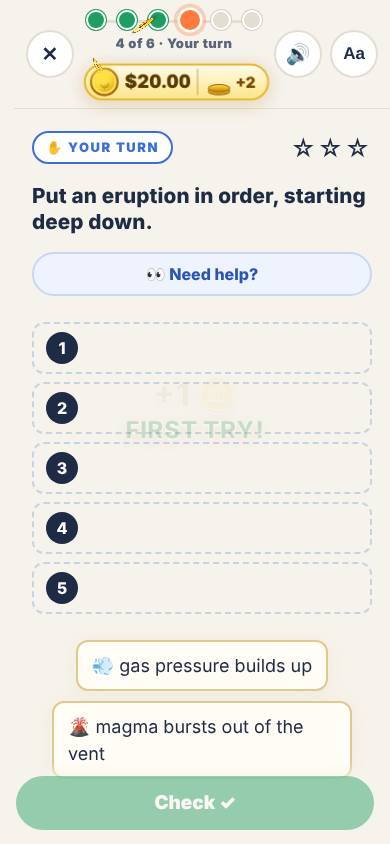 4 of 6 · Your turn
$20.00
+2
Aa
YOUR TURN
Put an eruption in order, starting
deep down.
Need help?
1
+1
2
FIRST TRY!
3
4
5
gas pressure builds up
magma bursts out of the
vent
Check ✓